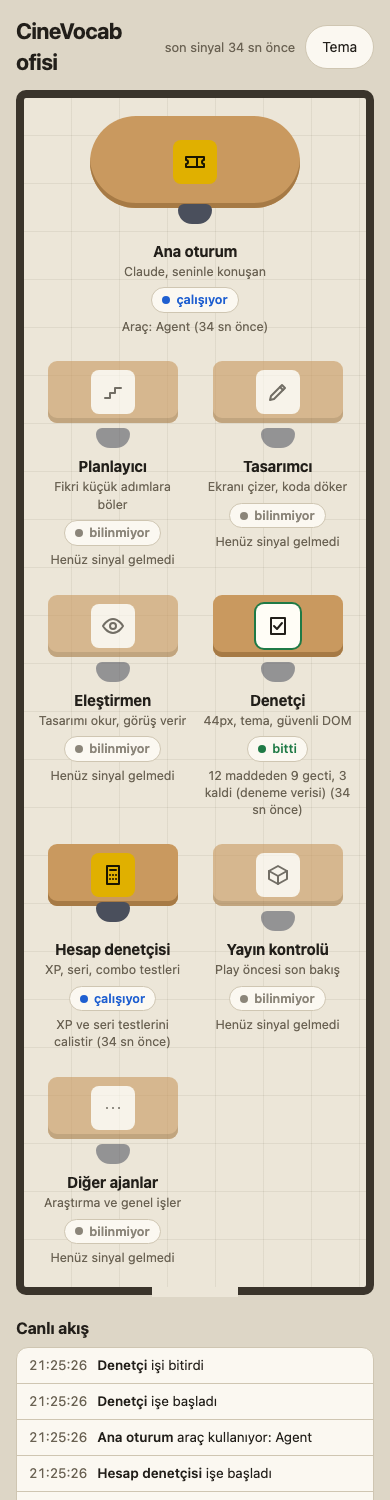 CineVocab
ofisi
son sinyal 34 sn önce
Tema
Ana oturum
Claude, seninle konuşan
çalışıyor
Araç: Agent (34 sn önce)
Planlayıcı
Fikri küçük adımlara
böler
bilinmiyor
Henüz sinyal gelmedi
Tasarımcı
Ekranı çizer, koda döker
bilinmiyor
Henüz sinyal gelmedi
Eleştirmen
Tasarımı okur, görüş verir
bilinmiyor
Henüz sinyal gelmedi
Denetçi
44px, tema, güvenli DOM
bitti
12 maddeden 9 gecti, 3
kaldi (deneme verisi) (34
sn önce)
Hesap denetçisi
XP, seri, combo testleri
çalışıyor
XP ve seri testlerini
calistir (34 sn önce)
Yayın kontrolü
Play öncesi son bakış
bilinmiyor
Henüz sinyal gelmedi
Diğer ajanlar
Araştırma ve genel işler
bilinmiyor
Henüz sinyal gelmedi
Canlı akış
21:25:26 Denetçi işi bitirdi
21:25:26 Denetçi işe başladı
21:25:26 Ana oturum araç kullanıyor: Agent
21:25:26 Hesap denetçisi işe başladı